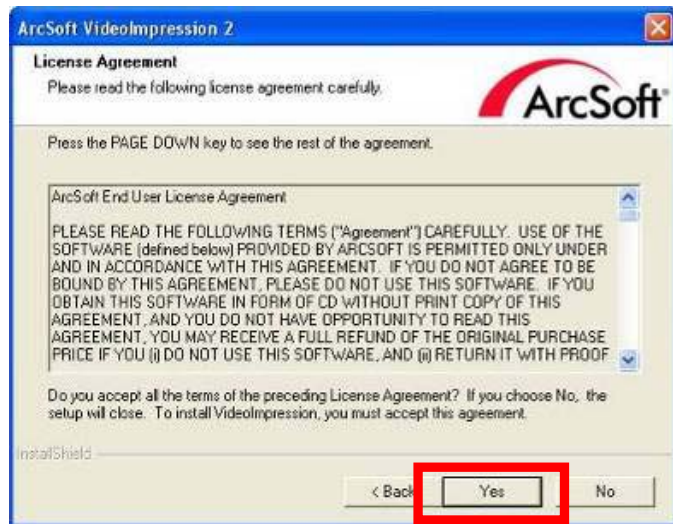 ArcSoft VideoImpression 2
License Agreement
Please read the following license agreement carefully.
ArcSoft
Press the PAGE DOWN key to see the rest of the agreement.
ArcSoft End User License Agreement
PLEASE READ THE FOLLOWING TERMS ("Agreement") CAREFULLY. USE OF THE
SOFTWARE (defined below) PROVIDED BY ARCSOFT IS PERMITTED ONLY UNDER
AND IN ACCORDANCE WITH THIS AGREEMENT. IF YOU DO NOT AGREE TO BE
BOUND BY THIS AGREEMENT, PLEASE DO NOT USE THIS SOFTWARE. IF YOU
OBTAIN THIS SOFTWARE IN FORM OF CD WITHOUT PRINT COPY OF THIS
AGREEMENT, AND YOU DO NOT HAVE OPPORTUNITY TO READ THIS
AGREEMENT, YOU MAY RECEIVE A FULL REFUND OF THE ORIGINAL PURCHASE
PRICE IF YOU (i) DO NOT USE THIS SOFTWARE, AND (ii) RETURN IT WITH PROOF
Do you accept all the terms of the preceding License Agreement? If you choose No, the
setup will close. To install VideoImpression, you must accept this agreement.
InstallShield
< Back Yes No